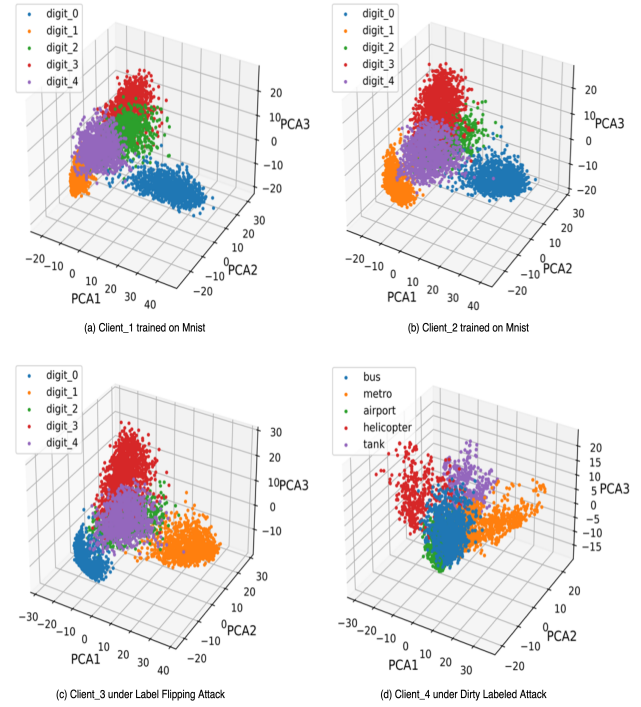 digit_0
digit_1
digit_2
digit_3
digit_4
20
10
0
−10
−20
PCA3
30
20
10
0
−10
−20
PCA2
−20
−10
0
10
20
30
40
PCA1
(a) Client_1 trained on Mnist
digit_0
digit_1
digit_2
digit_3
digit_4
20
10
0
−10
−20
PCA3
30
20
10
0
−10
−20
PCA2
−20
−10
0
10
20
30
40
PCA1
(b) Client_2 trained on Mnist
digit_0
digit_1
digit_2
digit_3
digit_4
30
20
10
0
−10
PCA3
30
20
10
0
−10
−20
PCA2
−30
−20
−10
0
10
20
30
40
PCA1
(c) Client_3 under Label Flipping Attack
bus
metro
airport
helicopter
tank
20
15
10
5
0
−5
−10
−15
PCA3
20
10
0
−10
−20
PCA2
−30
−20
−10
0
10
20
30
PCA1
(d) Client_4 under Dirty Labeled Attack